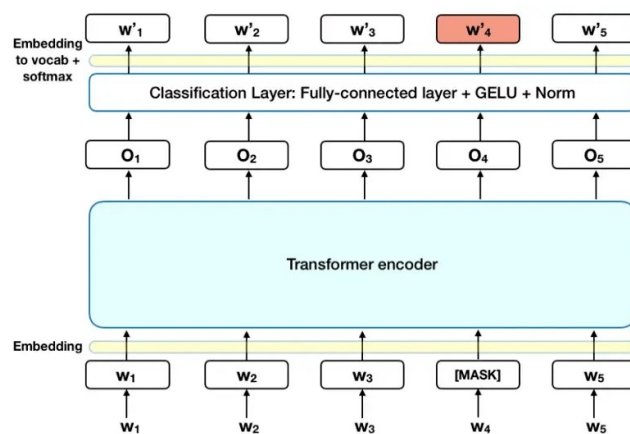 w'1 w'2 w'3 w'4 w'5
Embedding
to vocab +
softmax
Classification Layer: Fully-connected layer + GELU + Norm
O1 O2 O3 O4 O5
Transformer encoder
Embedding
W1 W2 W3 [MASK] W5
W1 W2 W3 W4 W5